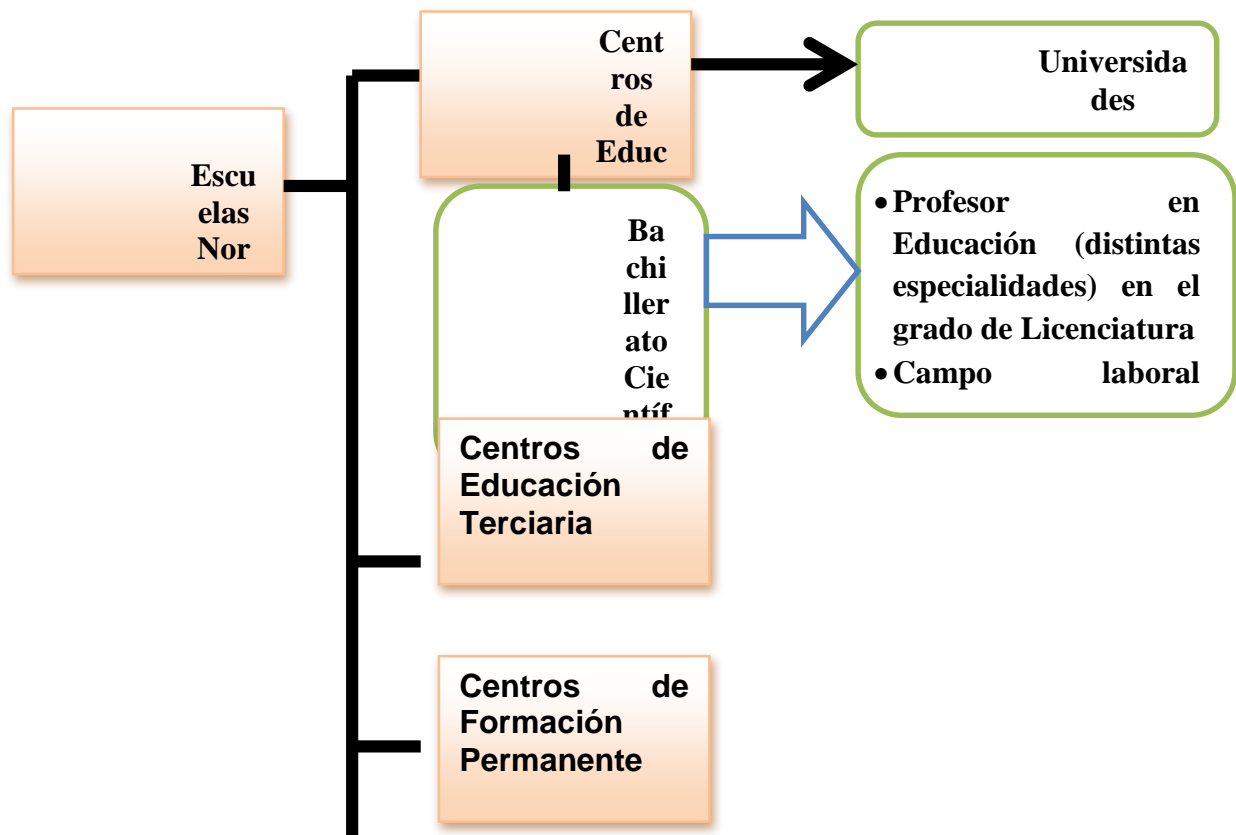 Escu
elas
Nor
Cent
ros
de
Educ
Universida
des
Ba
chi
ller
ato
Cie
ntíf
• Profesor en
Educación (distintas
especialidades) en el
grado de Licenciatura
• Campo laboral
Centros de
Educación
Terciaria
Centros de
Formación
Permanente